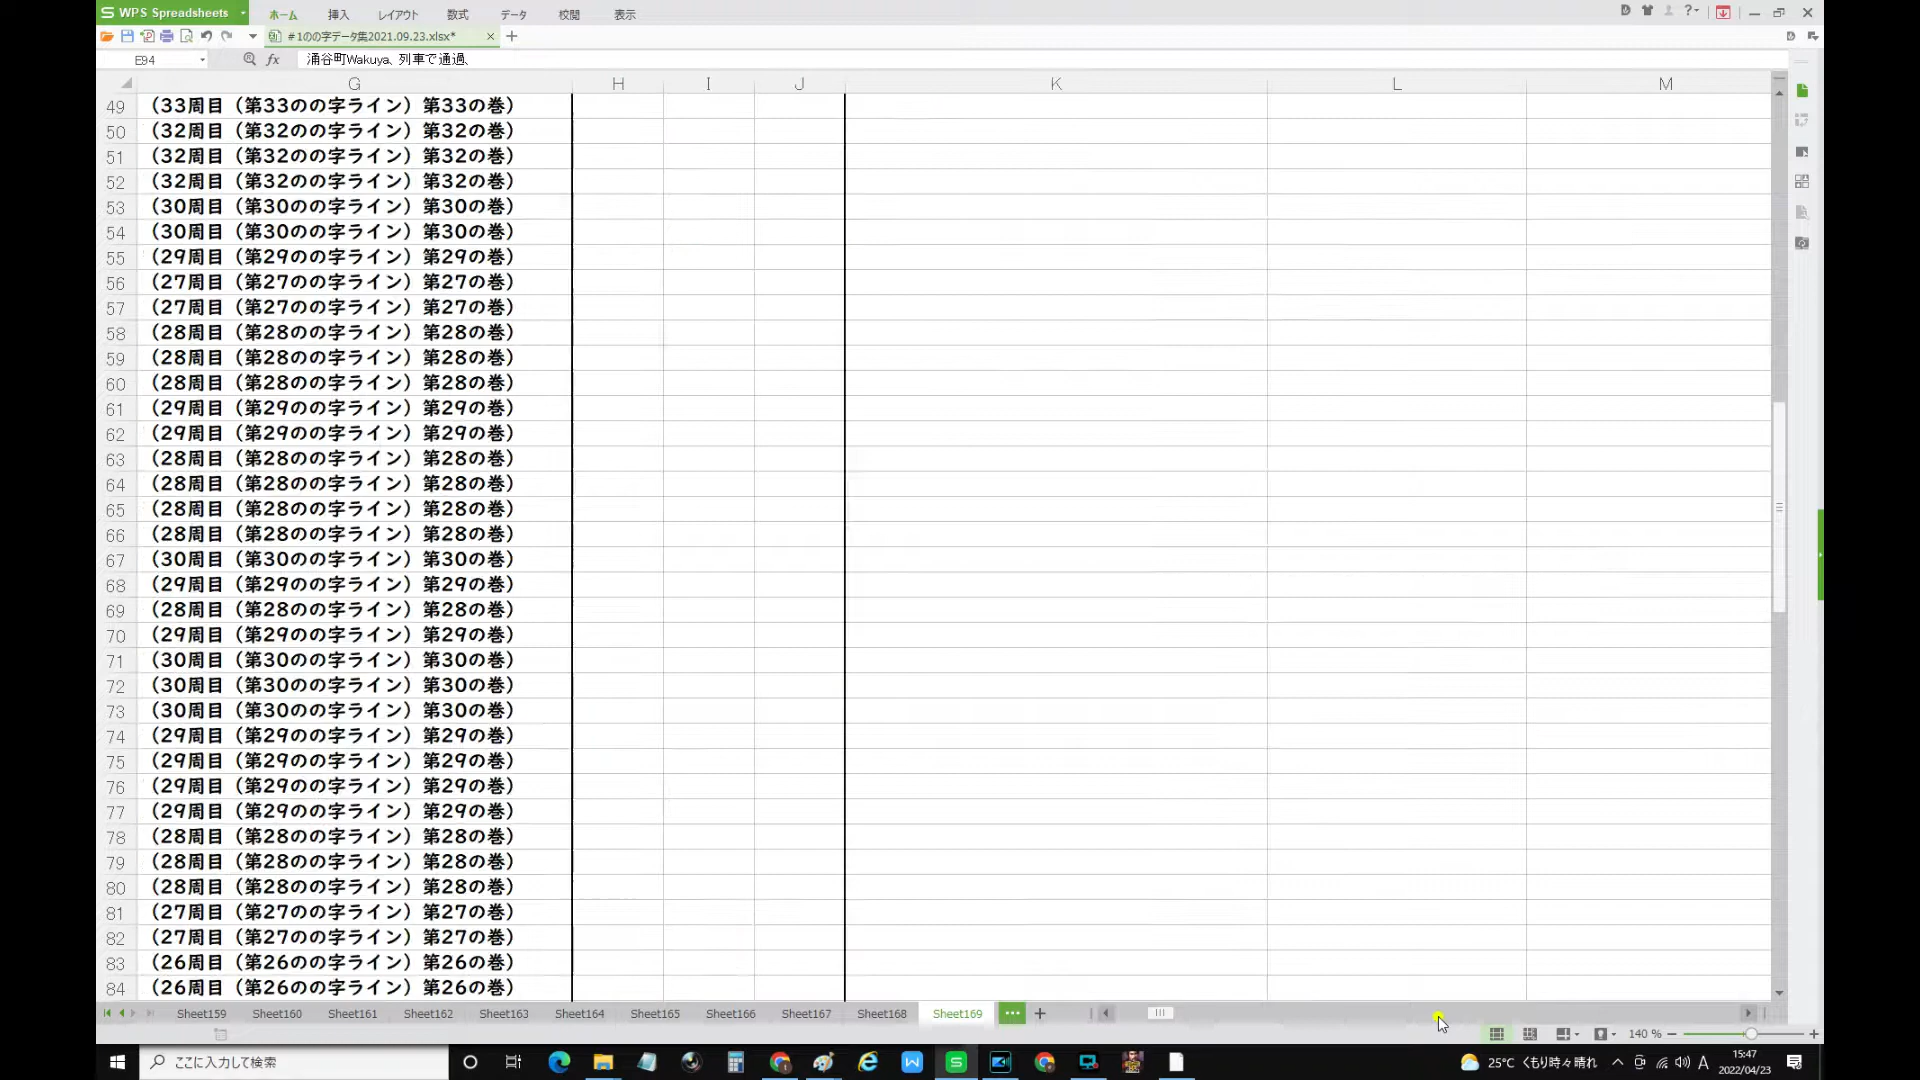 WPS Spreadsheets
ホーム 挿入 レイアウト 数式 データ 校閲 表示
#1のの字データ集2021.09.23.xlsx*
E94 fx 涌谷町Wakuya、列車で通過、
G H I J K L M
49 (33周目（第33のの字ライン）第33の巻)
50 (32周目（第32のの字ライン）第32の巻)
51 (32周目（第32のの字ライン）第32の巻)
52 (32周目（第32のの字ライン）第32の巻)
53 (30周目（第30のの字ライン）第30の巻)
54 (30周目（第30のの字ライン）第30の巻)
55 (29周目（第29のの字ライン）第29の巻)
56 (27周目（第27のの字ライン）第27の巻)
57 (27周目（第27のの字ライン）第27の巻)
58 (28周目（第28のの字ライン）第28の巻)
59 (28周目（第28のの字ライン）第28の巻)
60 (28周目（第28のの字ライン）第28の巻)
61 (29周目（第29のの字ライン）第29の巻)
62 (29周目（第29のの字ライン）第29の巻)
63 (28周目（第28のの字ライン）第28の巻)
64 (28周目（第28のの字ライン）第28の巻)
65 (28周目（第28のの字ライン）第28の巻)
66 (28周目（第28のの字ライン）第28の巻)
67 (30周目（第30のの字ライン）第30の巻)
68 (29周目（第29のの字ライン）第29の巻)
69 (28周目（第28のの字ライン）第28の巻)
70 (29周目（第29のの字ライン）第29の巻)
71 (30周目（第30のの字ライン）第30の巻)
72 (30周目（第30のの字ライン）第30の巻)
73 (30周目（第30のの字ライン）第30の巻)
74 (29周目（第29のの字ライン）第29の巻)
75 (29周目（第29のの字ライン）第29の巻)
76 (29周目（第29のの字ライン）第29の巻)
77 (29周目（第29のの字ライン）第29の巻)
78 (28周目（第28のの字ライン）第28の巻)
79 (28周目（第28のの字ライン）第28の巻)
80 (28周目（第28のの字ライン）第28の巻)
81 (27周目（第27のの字ライン）第27の巻)
82 (27周目（第27のの字ライン）第27の巻)
83 (26周目（第26のの字ライン）第26の巻)
84 (26周目（第26のの字ライン）第26の巻)
Sheet159 Sheet160 Sheet161 Sheet162 Sheet163 Sheet164 Sheet165 Sheet166 Sheet167 Sheet168 Sheet169
140 %
ここに入力して検索
25°C くもり時々晴れ A 15:47
2022/04/23